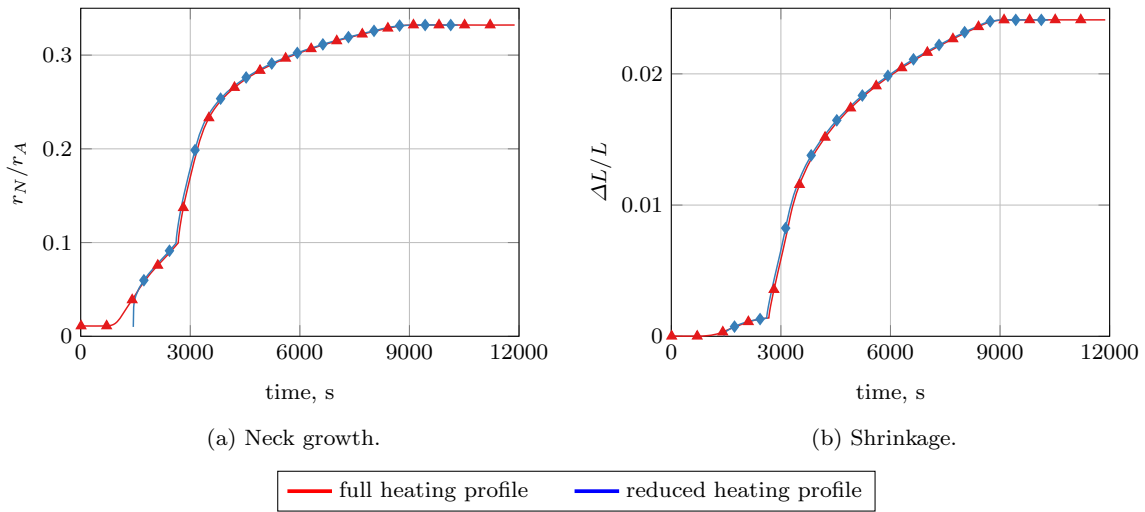 0.3
0.2
0.1
0
r_N/r_A
0 3000 6000 9000 12000
time, s
(a) Neck growth.
0.02
0.01
0
ΔL/L
0 3000 6000 9000 12000
time, s
(b) Shrinkage.
full heating profile reduced heating profile